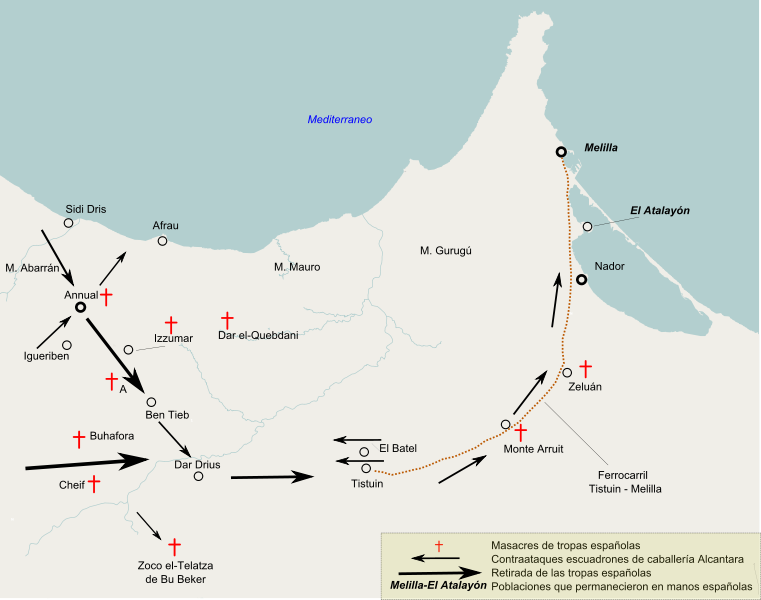 Mediterraneo
Melilla
Sidi Dris
El Atalayón
Afrau
M. Gurugú
M. Abarrán
M. Mauro
Nador
Annual
Dar el-Quebdani
Izzumar
Igueriben
A
Zeluán
Ben Tieb
Buhafora
El Batel
Monte Arruit
Dar Drius
Cheif
Tistuin
Ferrocarril
Tistuin - Melilla
Zoco el-Telatza
de Bu Beker
Masacres de tropas españolas
Contraataques escuadrones de caballería Alcantara
Retirada de las tropas españolas
Melilla-El Atalayón Poblaciones que permanecieron en manos españolas